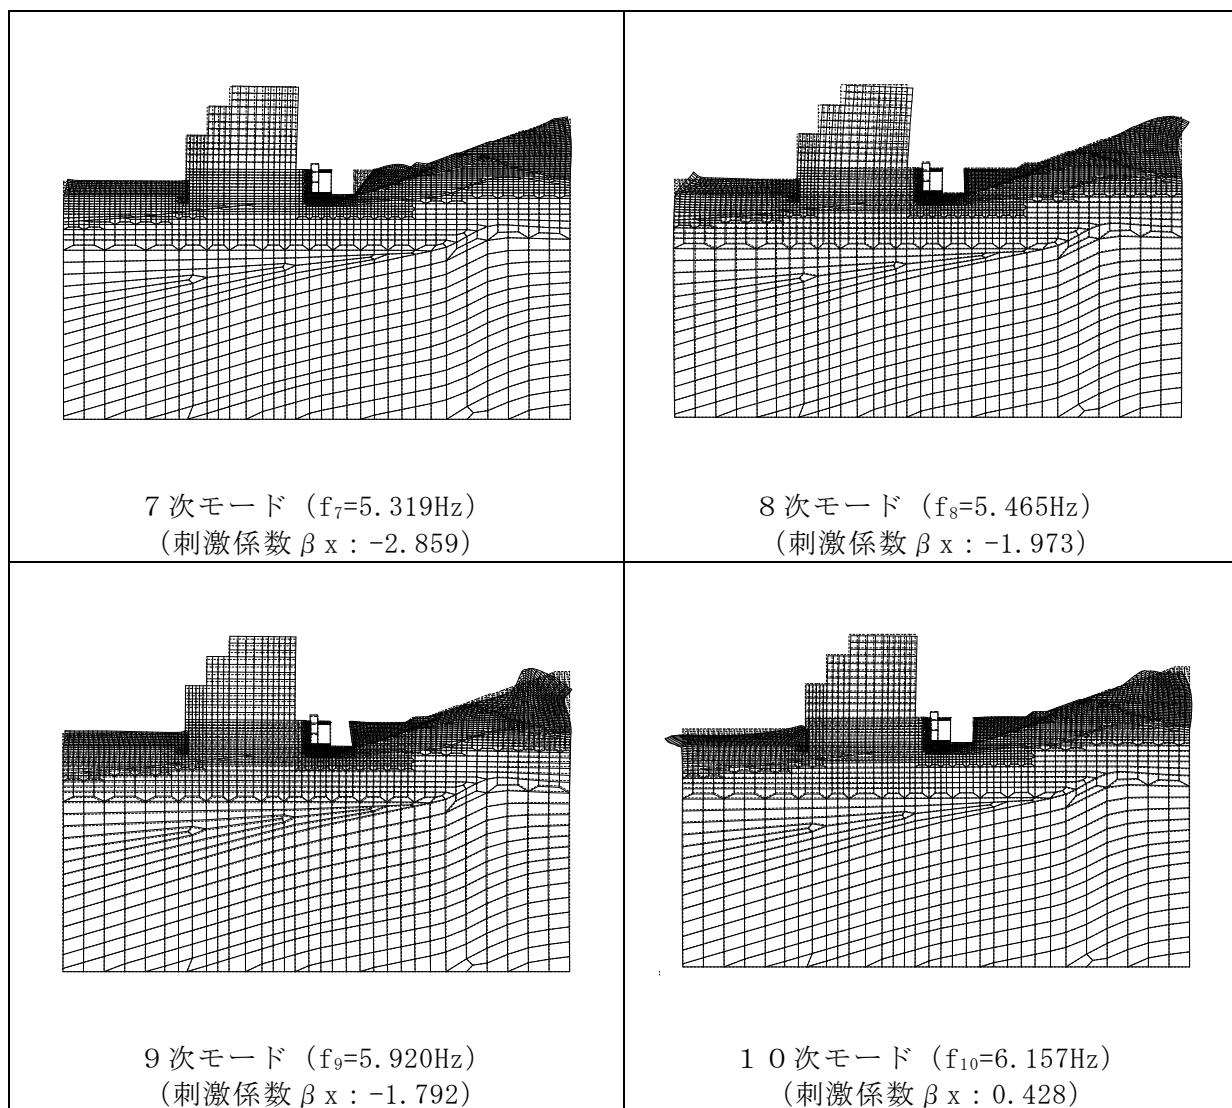 ７次モード（f₇=5.319Hz）
（刺激係数βx：-2.859）
８次モード（f₈=5.465Hz）
（刺激係数βx：-1.973）
９次モード（f₉=5.920Hz）
（刺激係数βx：-1.792）
１０次モード（f₁₀=6.157Hz）
（刺激係数βx：0.428）